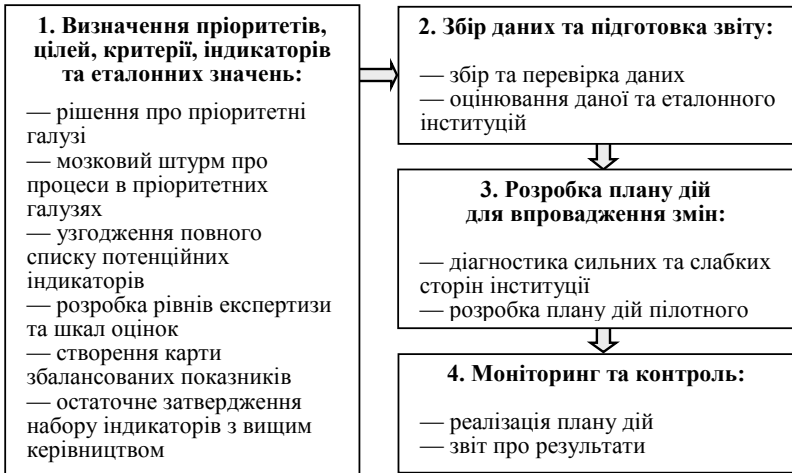 1. Визначення пріоритетів,
цілей, критерії, індикаторів
та еталонних значень:
— рішення про пріоритетні
галузі
— мозковий штурм про
процеси в пріоритетних
галузях
— узгодження повного
списку потенційних
індикаторів
— розробка рівнів експертизи
та шкал оцінок
— створення карти
збалансованих показників
— остаточне затвердження
набору індикаторів з вищим
керівництвом
2. Збір даних та підготовка звіту:
— збір та перевірка даних
— оцінювання даної та еталонного
інституцій
3. Розробка плану дій
для впровадження змін:
— діагностика сильних та слабких
сторін інституції
— розробка плану дій пілотного
4. Моніторинг та контроль:
— реалізація плану дій
— звіт про результати